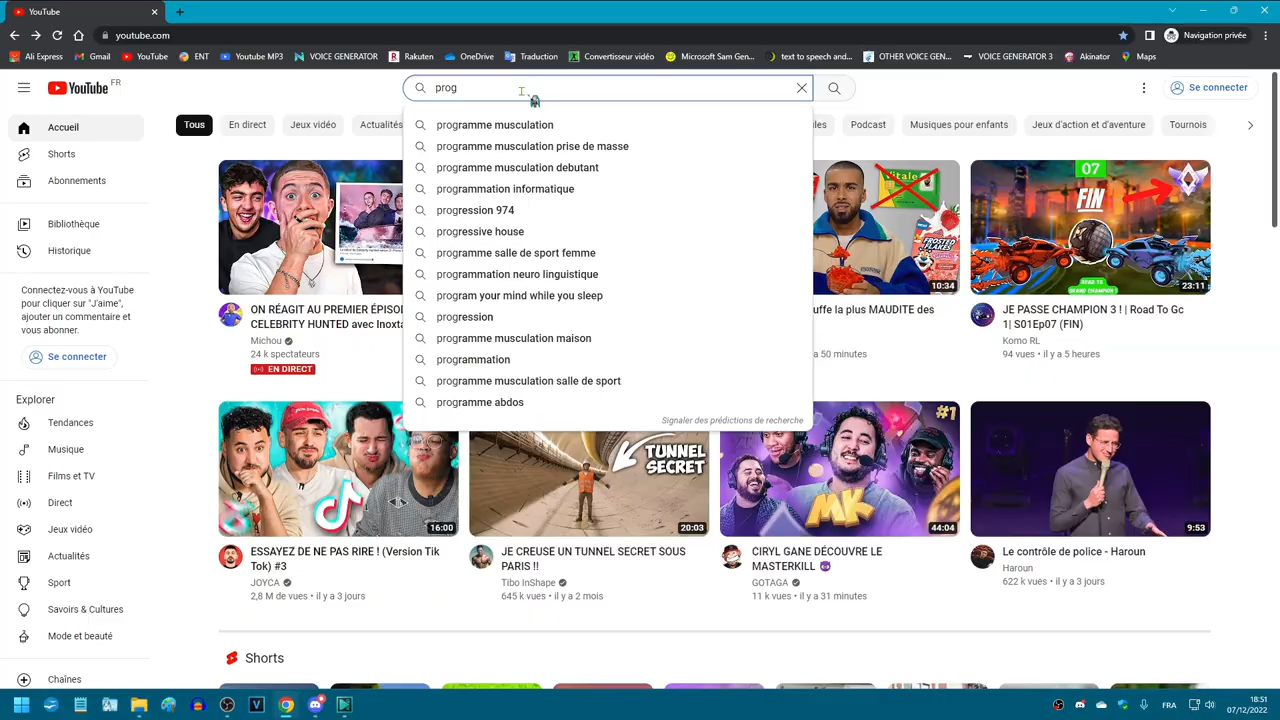 YouTube
youtube.com
Navigation privée
Ali Express
Gmail
YouTube
ENT
Youtube MP3
VOICE GENERATOR
Rakuten
OneDrive
Traduction
Convertisseur vidéo
Microsoft Sam Gen...
text to speech and...
OTHER VOICE GEN...
VOICE GENERATOR 3
Akinator
Maps
YouTube FR
prog
Se connecter
Accueil
Shorts
Abonnements
Bibliothèque
Historique
Connectez-vous à YouTube
pour cliquer sur "J'aime",
ajouter un commentaire et
vous abonner.
Se connecter
Explorer
Tendances
Musique
Films et TV
Direct
Jeux vidéo
Actualités
Sport
Savoirs & Cultures
Mode et beauté
Chaînes
Tous
En direct
Jeux vidéo
Actualités
Podcast
Musiques pour enfants
Jeux d'action et d'aventure
Tournois
programme musculation
programme musculation prise de masse
programme musculation debutant
programmation informatique
progression 974
progressive house
programme salle de sport femme
programmation neuro linguistique
program your mind while you sleep
progression
programme musculation maison
programmation
programme musculation salle de sport
programme abdos
Signaler des prédictions de recherche
ON RÉAGIT AU PREMIER ÉPISOL
CELEBRITY HUNTED avec Inoxta
Michou
24 k spectateurs
EN DIRECT
Vitale
FROSTED
FLAKES
10:34
uffe la plus MAUDITE des
a 50 minutes
07
FIN
ROAD TO
GRAND CHAMPION
23:11
JE PASSE CHAMPION 3 ! | Road To Gc
1| S01Ep07 (FIN)
Komo RL
94 vues • il y a 5 heures
16:00
ESSAYEZ DE NE PAS RIRE ! (Version Tik
Tok) #3
JOYCA
2,8 M de vues • il y a 3 jours
TUNNEL
SECRET
20:03
JE CREUSE UN TUNNEL SECRET SOUS
PARIS !!
Tibo InShape
645 k vues • il y a 2 mois
#1
MK
44:04
CIRYL GANE DÉCOUVRE LE
MASTERKILL 😈
GOTAGA
11 k vues • il y a 31 minutes
9:53
Le contrôle de police - Haroun
Haroun
622 k vues • il y a 3 jours
Shorts
FRA
18:51
07/12/2022